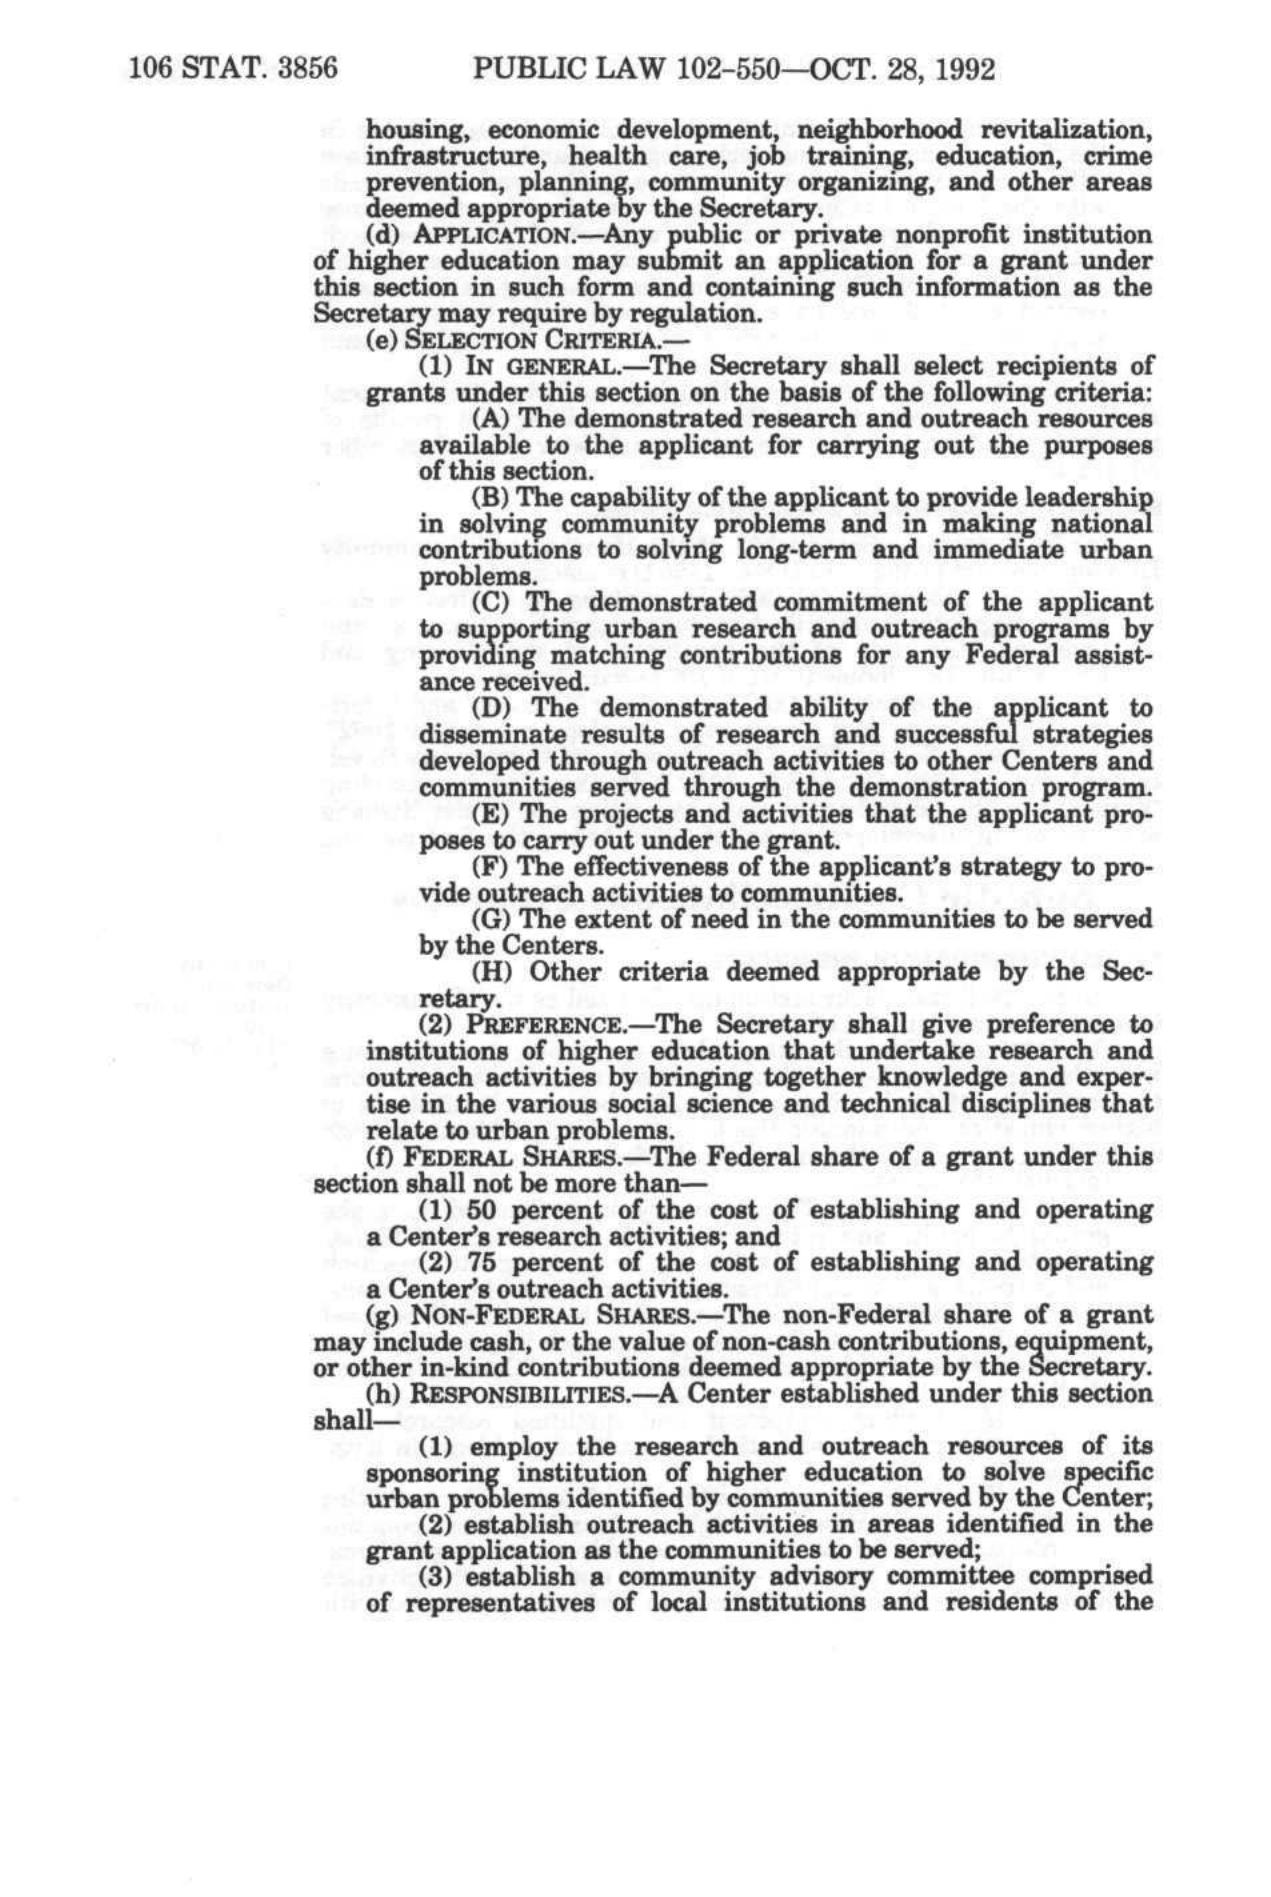 106 STAT. 3856 PUBLIC LAW 102-550—OCT. 28, 1992
housing, economic development, neighborhood revitalization,
infrastructure, health care, job training, education, crime
prevention, planning, community organizing, and other areas
deemed appropriate by the Secretary.
(d) APPLICATION.—Any public or private nonprofit institution
of higher education may submit an application for a grant under
this section in such form and containing such information as the
Secretary may require by regulation.
(e) SELECTION CRITERIA.—
(1) IN GENERAL.—The Secretary shall select recipients of
grants under this section on the basis of the following criteria:
(A) The demonstrated research and outreach resources
available to the applicant for carrying out the purposes
of this section.
(B) The capability of the applicant to provide leadership
in solving community problems and in making national
contributions to solving long-term and immediate urban
problems.
(C) The demonstrated commitment of the applicant
to supporting urban research and outreach programs by
providing matching contributions for any Federal assist-
ance received.
(D) The demonstrated ability of the applicant to
disseminate results of research and successful strategies
developed through outreach activities to other Centers and
communities served through the demonstration program.
(E) The projects and activities that the applicant pro-
poses to carry out under the grant.
(F) The effectiveness of the applicant's strategy to pro-
vide outreach activities to communities.
(G) The extent of need in the communities to be served
by the Centers.
(H) Other criteria deemed appropriate by the Sec-
retary.
(2) PREFERENCE.—The Secretary shall give preference to
institutions of higher education that undertake research and
outreach activities by bringing together knowledge and exper-
tise in the various social science and technical disciplines that
relate to urban problems.
(f) FEDERAL SHARES.—The Federal share of a grant under this
section shall not be more than—
(1) 50 percent of the cost of establishing and operating
a Center's research activities; and
(2) 75 percent of the cost of establishing and operating
a Center's outreach activities.
(g) NON-FEDERAL SHARES.—The non-Federal share of a grant
may include cash, or the value of non-cash contributions, equipment,
or other in-kind contributions deemed appropriate by the Secretary.
(h) RESPONSIBILITIES.—A Center established under this section
shall—
(1) employ the research and outreach resources of its
sponsoring institution of higher education to solve specific
urban problems identified by communities served by the Center;
(2) establish outreach activities in areas identified in the
grant application as the communities to be served;
(3) establish a community advisory committee comprised
of representatives of local institutions and residents of the